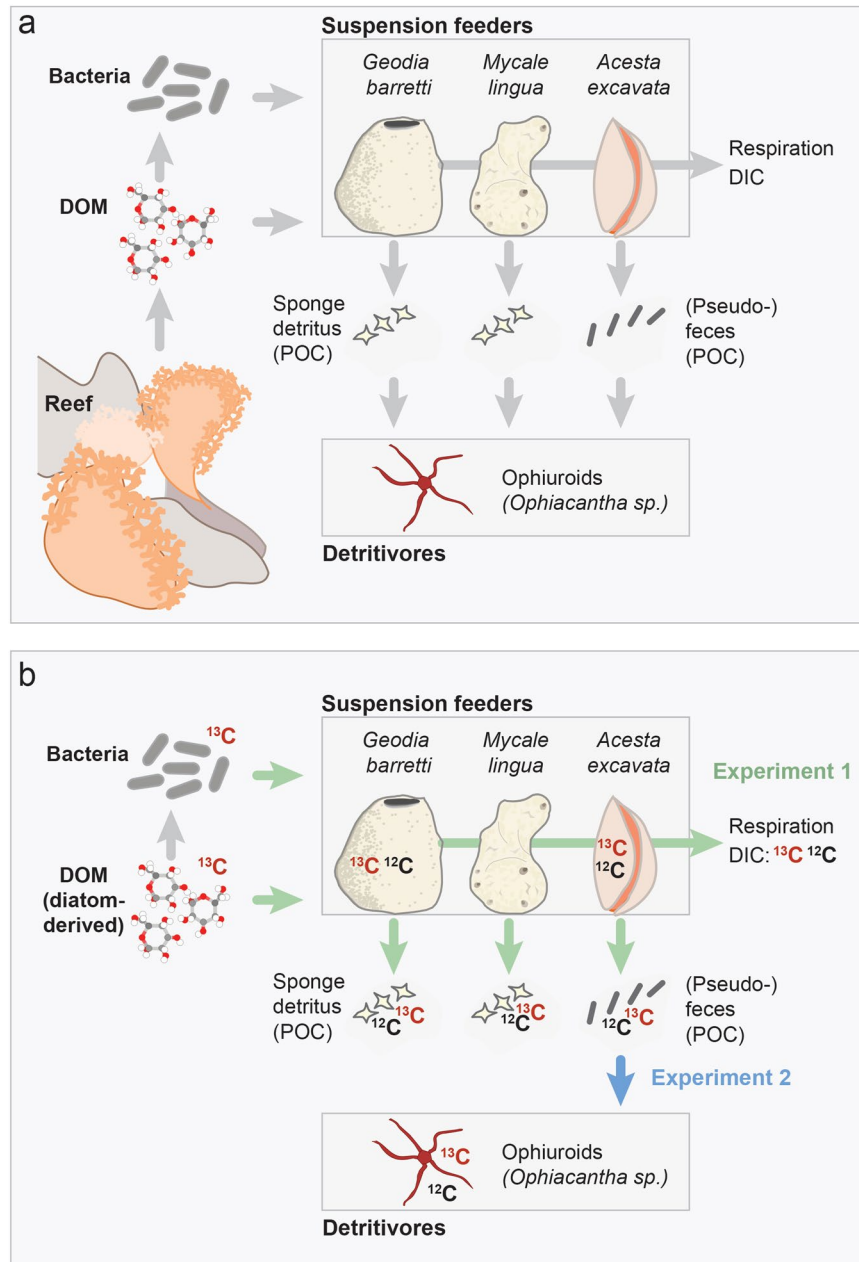 a
Suspension feeders
Bacteria
Geodia
barretti
Mycale
lingua
Acesta
excavata
Respiration
DIC
DOM
Sponge
detritus
(POC)
(Pseudo-)
feces
(POC)
Reef
Ophiuroids
(Ophiacantha sp.)
Detritivores
b
Suspension feeders
¹³C
Bacteria
Geodia
barretti
Mycale
lingua
Acesta
excavata
Experiment 1
¹³C
DOM
(diatom-
derived)
¹³C ¹²C
¹³C
¹²C
Respiration
DIC: ¹³C ¹²C
Sponge
detritus
(POC)
¹²C ¹³C
¹²C ¹³C
¹²C ¹³C
(Pseudo-)
feces
(POC)
Experiment 2
¹³C
¹²C
Ophiuroids
(Ophiacantha sp.)
Detritivores